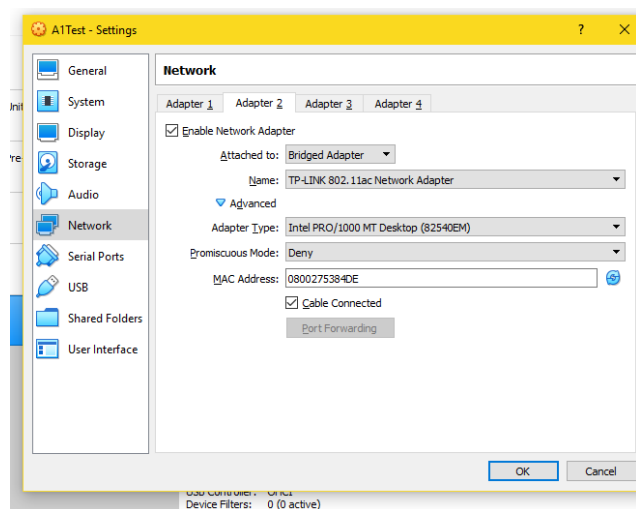 A1Test - Settings
?
General
System
Display
Storage
Audio
Network
Serial Ports
USB
Shared Folders
User Interface
Network
Adapter 1
Adapter 2
Adapter 3
Adapter 4
Enable Network Adapter
Attached to: Bridged Adapter
Name: TP-LINK 802.11ac Network Adapter
Advanced
Adapter Type: Intel PRO/1000 MT Desktop (82540EM)
Promiscuous Mode: Deny
MAC Address: 0800275384DE
Cable Connected
Port Forwarding
OK
Cancel
USB Controller: OHCI
Device Filters: 0 (0 active)